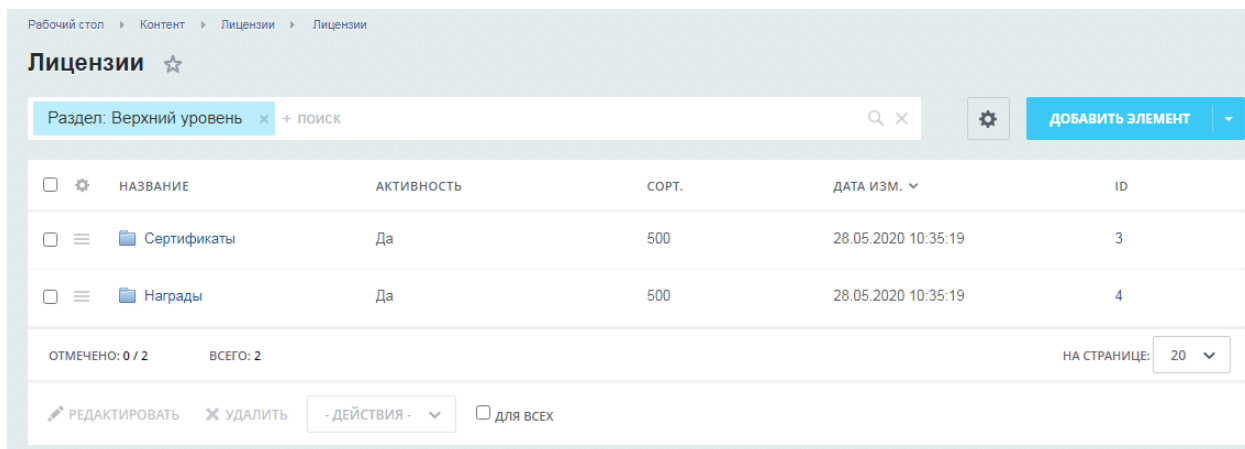 Рабочий стол Контент Лицензии Лицензии
Лицензии
Раздел: Верхний уровень × + поиск ДОБАВИТЬ ЭЛЕМЕНТ
НАЗВАНИЕ АКТИВНОСТЬ СОРТ. ДАТА ИЗМ. ID
Сертификаты Да 500 28.05.2020 10:35:19 3
Награды Да 500 28.05.2020 10:35:19 4
ОТМЕЧЕНО: 0 / 2 ВСЕГО: 2 НА СТРАНИЦЕ: 20
РЕДАКТИРОВАТЬ УДАЛИТЬ - ДЕЙСТВИЯ - ДЛЯ ВСЕХ